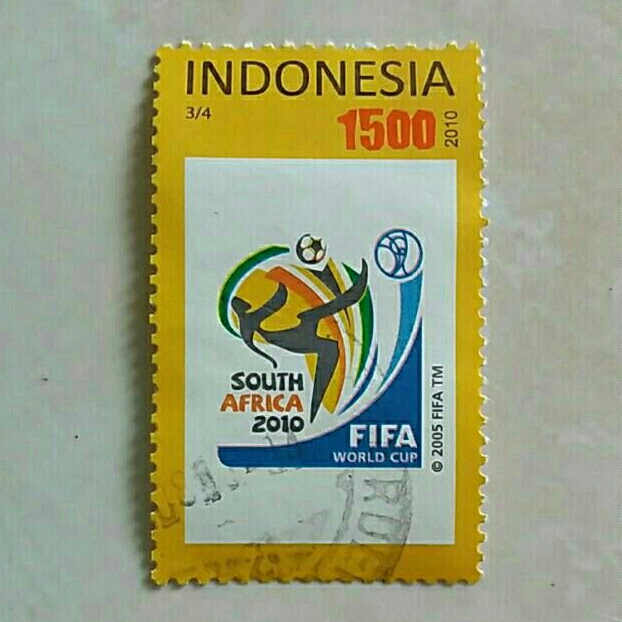 INDONESIA
3/4
1500
2010
SOUTH
AFRICA
2010
FIFA
WORLD CUP
© 2005 FIFA TM